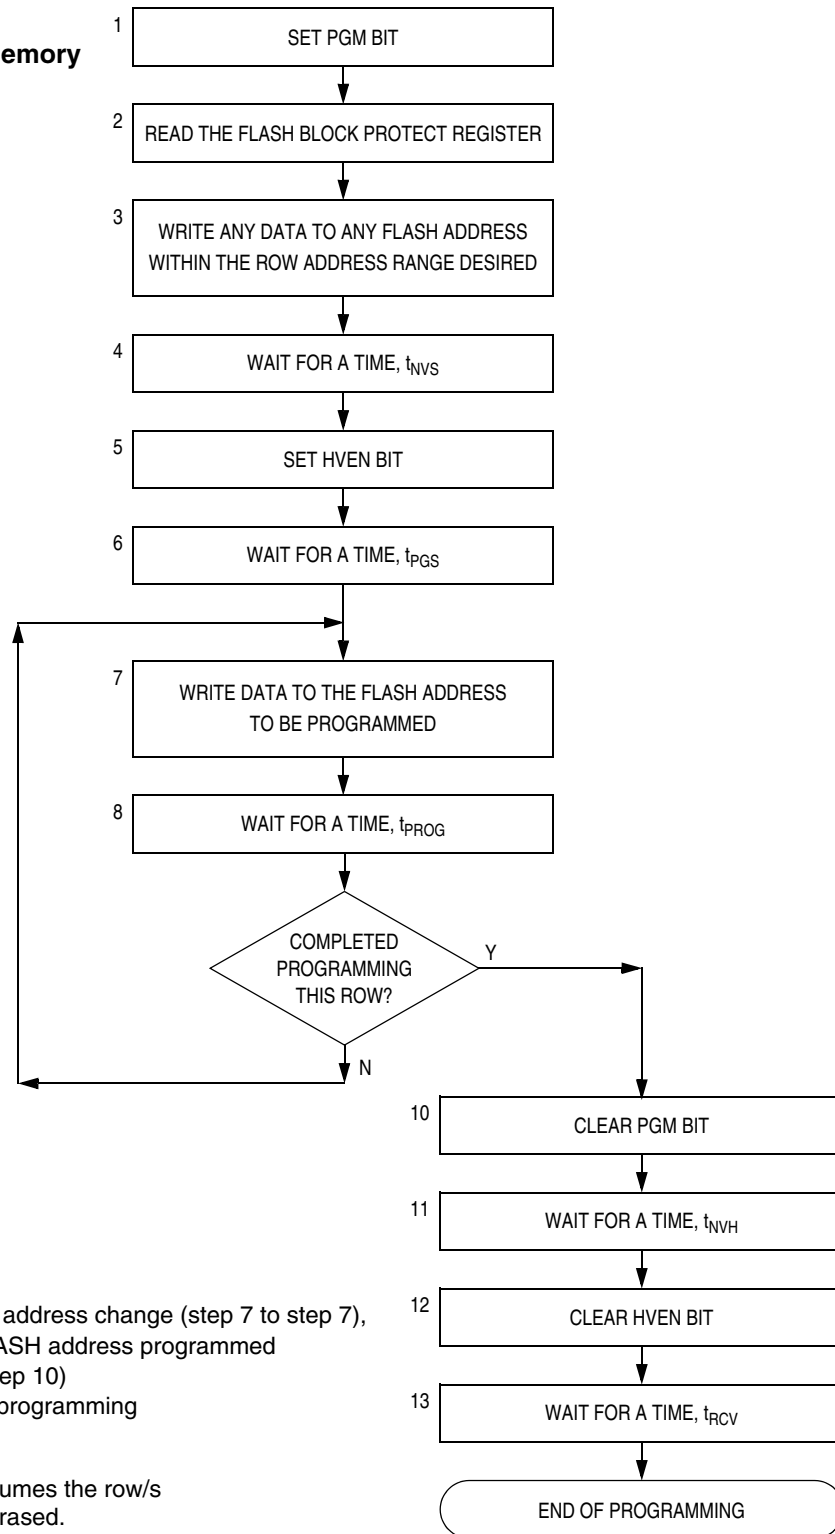 1
SET PGM BIT
emory
2
READ THE FLASH BLOCK PROTECT REGISTER
3
WRITE ANY DATA TO ANY FLASH ADDRESS
WITHIN THE ROW ADDRESS RANGE DESIRED
4
WAIT FOR A TIME, tNVS
5
SET HVEN BIT
6
WAIT FOR A TIME, tPGS
7
WRITE DATA TO THE FLASH ADDRESS
TO BE PROGRAMMED
8
WAIT FOR A TIME, tPROG
COMPLETED
PROGRAMMING
THIS ROW?
Y
N
10
CLEAR PGM BIT
11
WAIT FOR A TIME, tNVH
12
CLEAR HVEN BIT
13
WAIT FOR A TIME, tRCV
END OF PROGRAMMING
address change (step 7 to step 7),
ASH address programmed
ep 10)
programming
umes the row/s
rased.